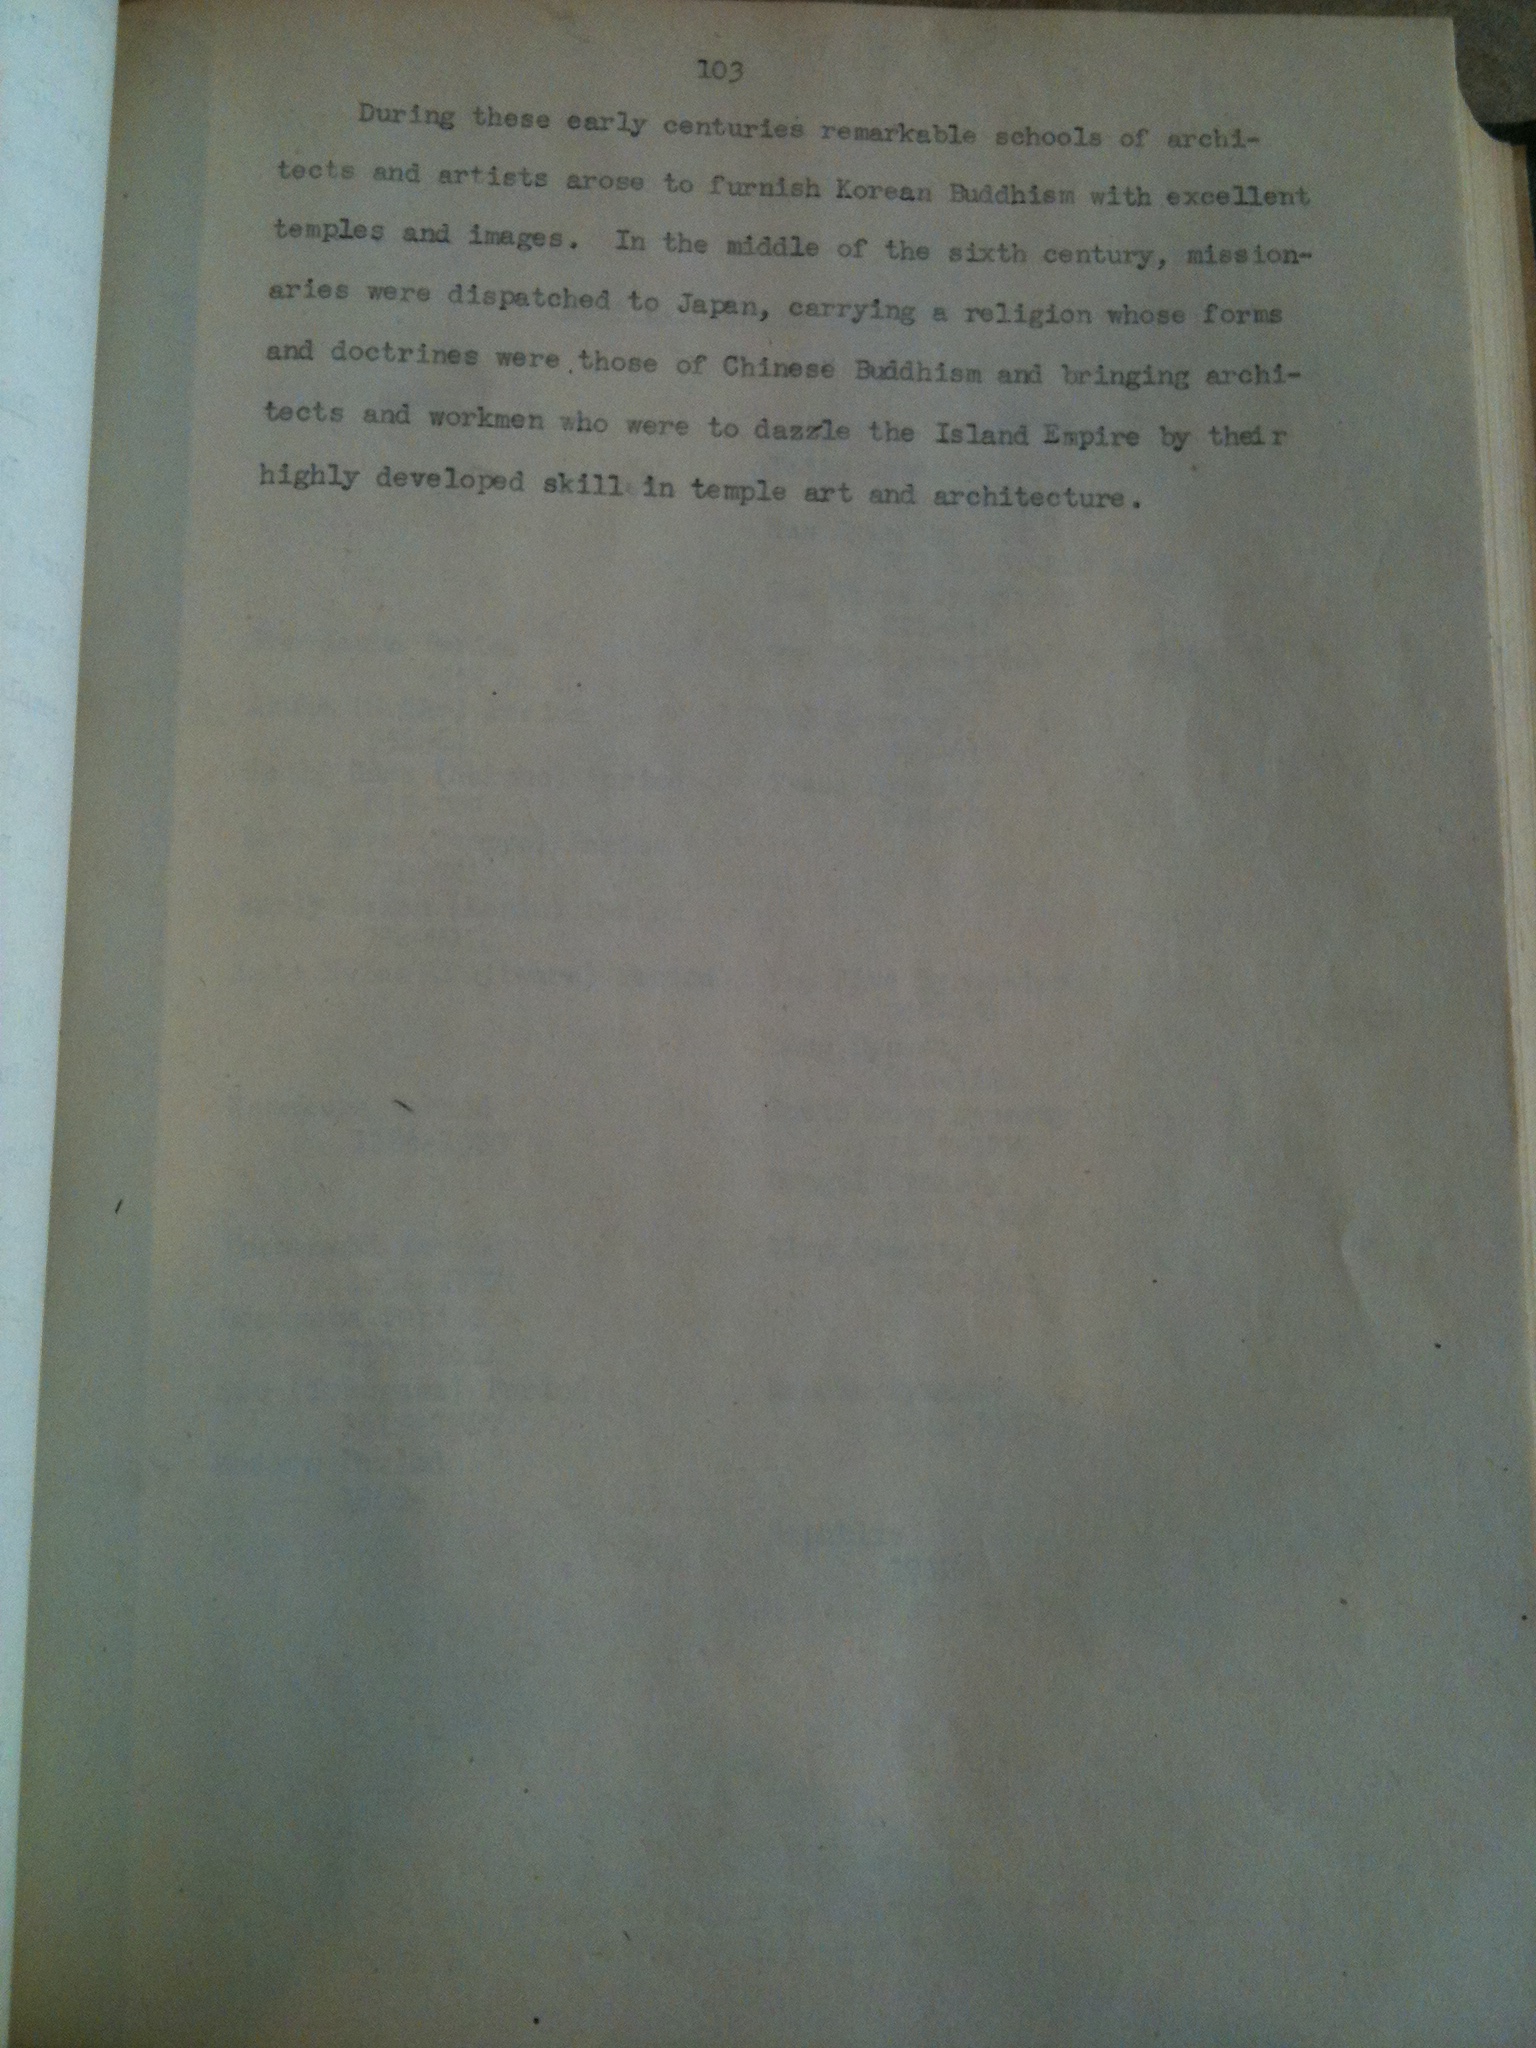 103
During these early centuries remarkable schools of archi-
tects and artists arose to furnish Korean Buddhism with excellent
temples and images. In the middle of the sixth century, mission-
aries were dispatched to Japan, carrying a religion whose forms
and doctrines were those of Chinese Buddhism and bringing archi-
tects and workmen who were to dazzle the Island Empire by their
highly developed skill in temple art and architecture.